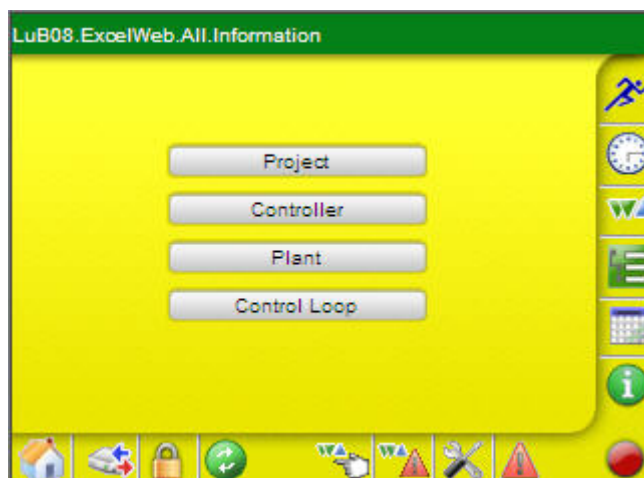 LuB08.ExcelWeb.All.Information
Project
Controller
Plant
Control Loop